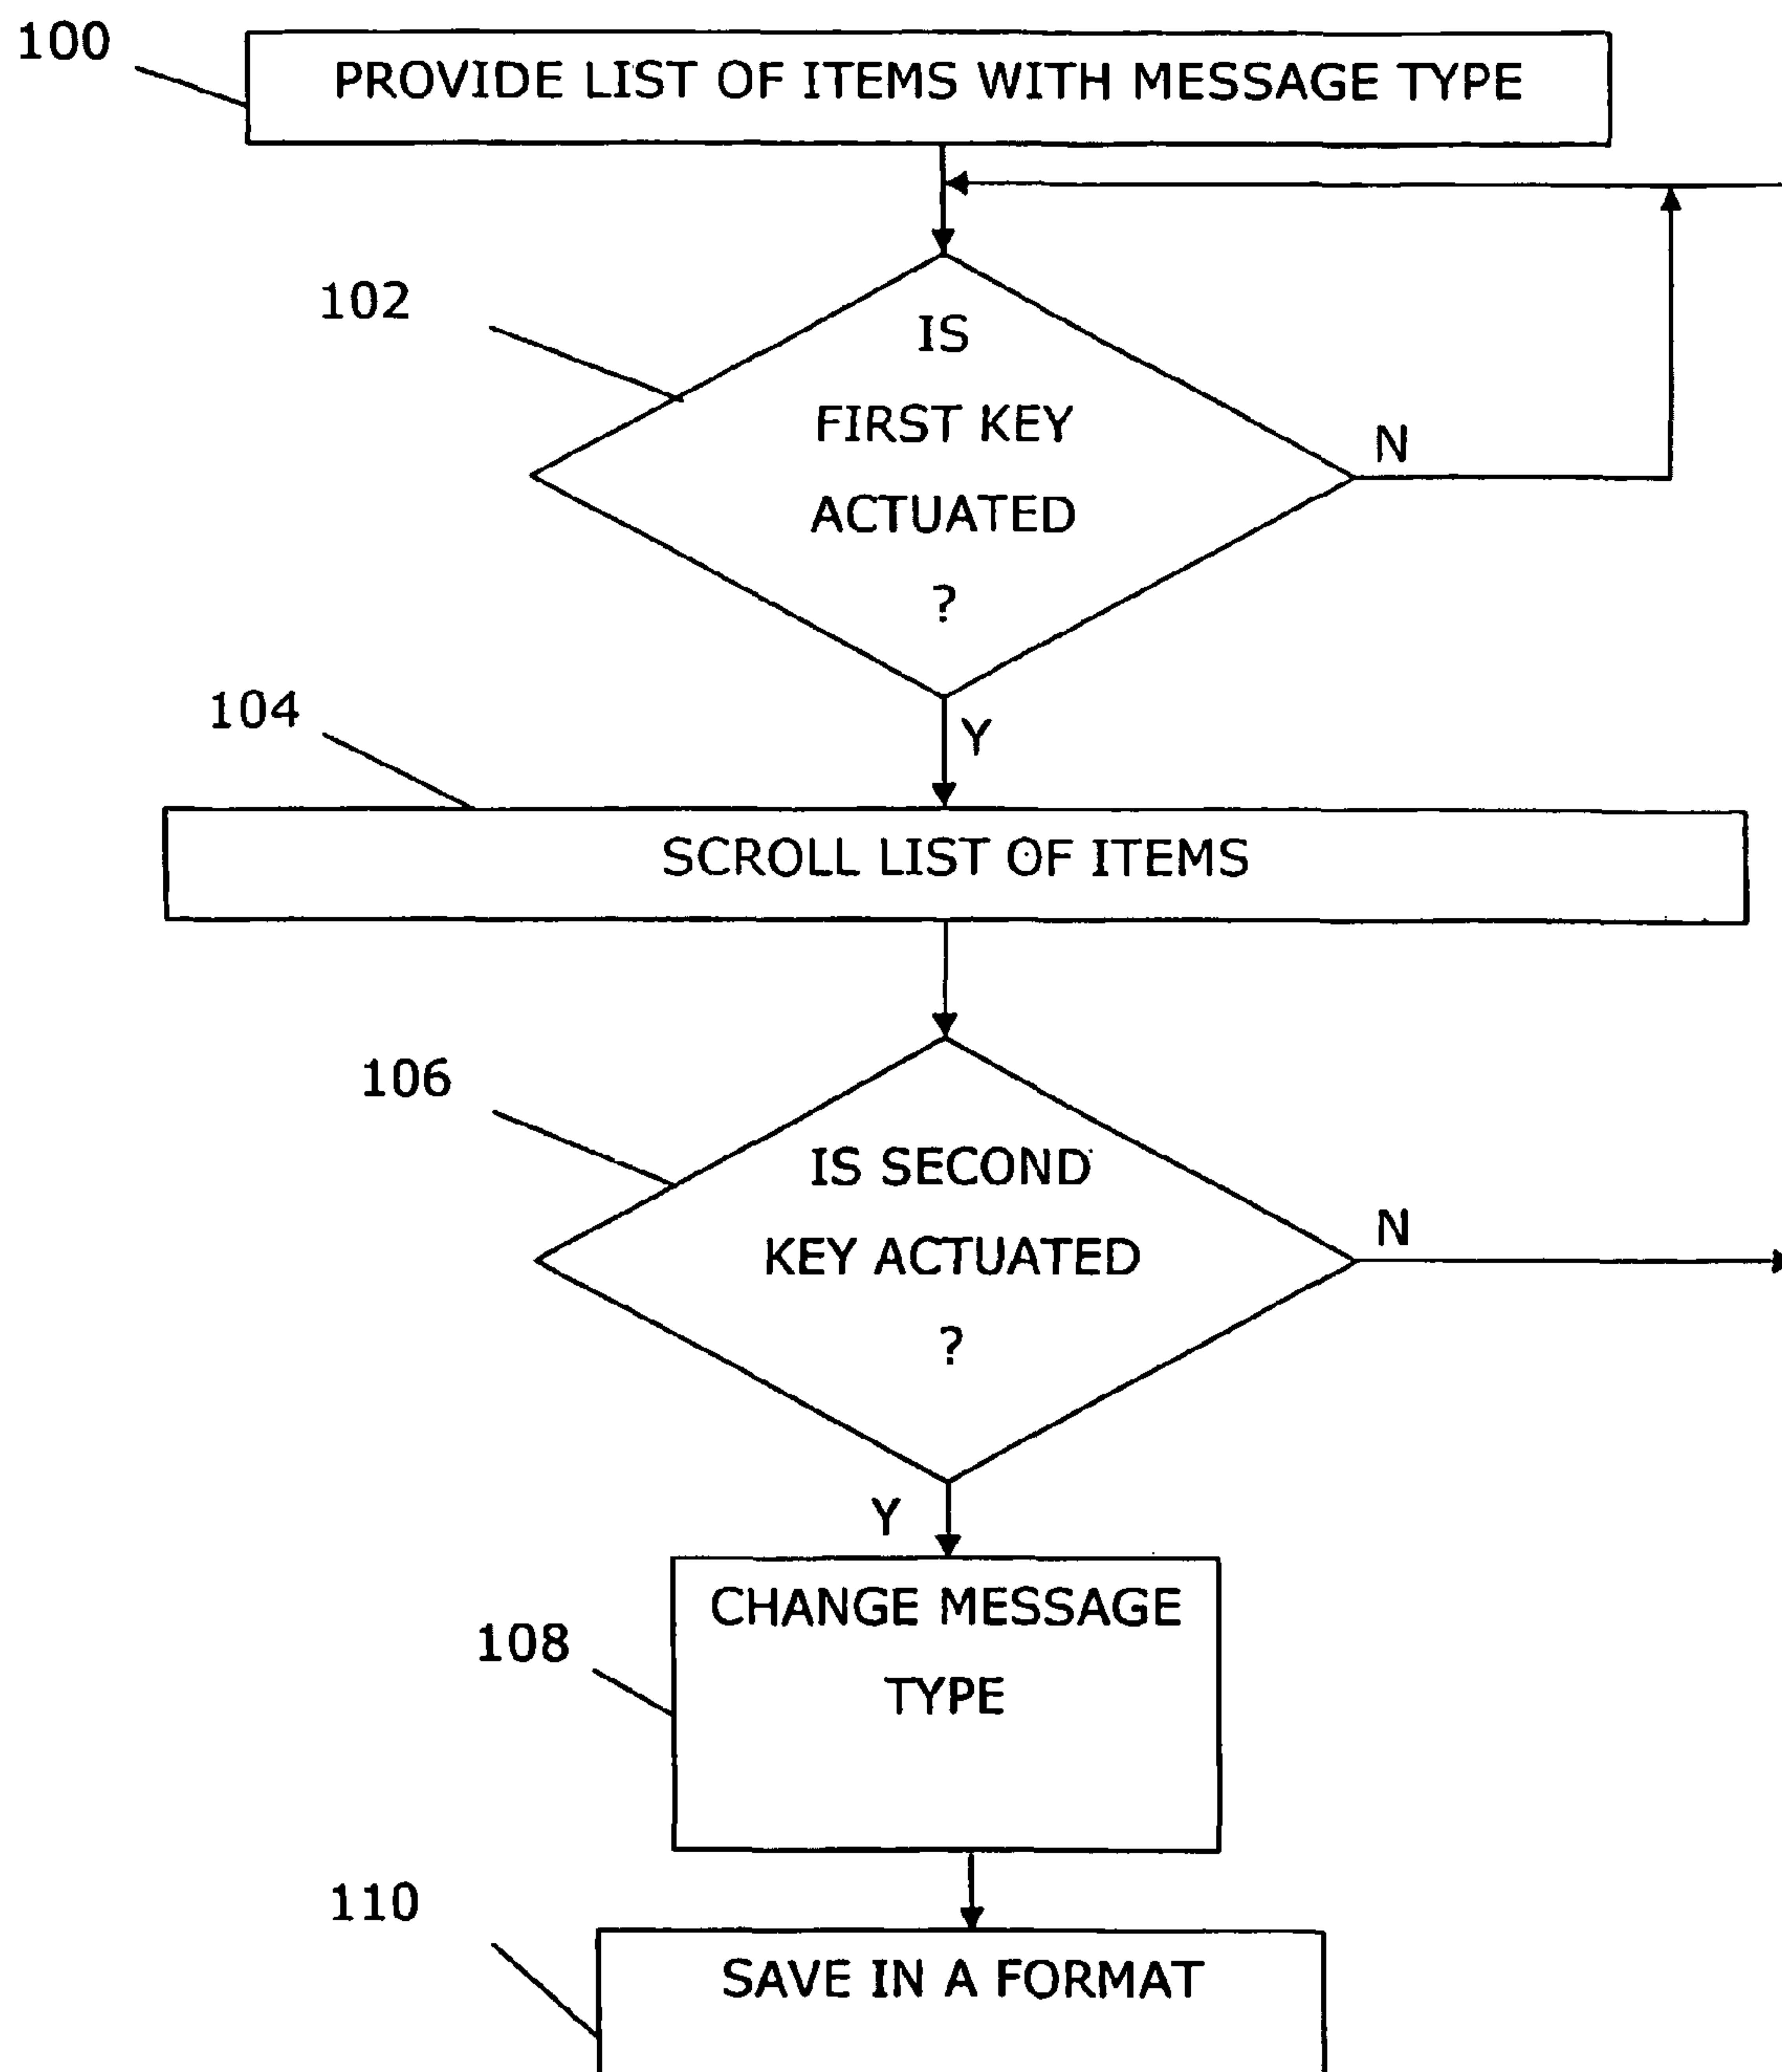 100
PROVIDE LIST OF ITEMS WITH MESSAGE TYPE
102
IS
FIRST KEY
ACTUATED
?
N
Y
104
SCROLL LIST OF ITEMS
106
IS SECOND
KEY ACTUATED
?
N
Y
108
CHANGE MESSAGE
TYPE
110
SAVE IN A FORMAT